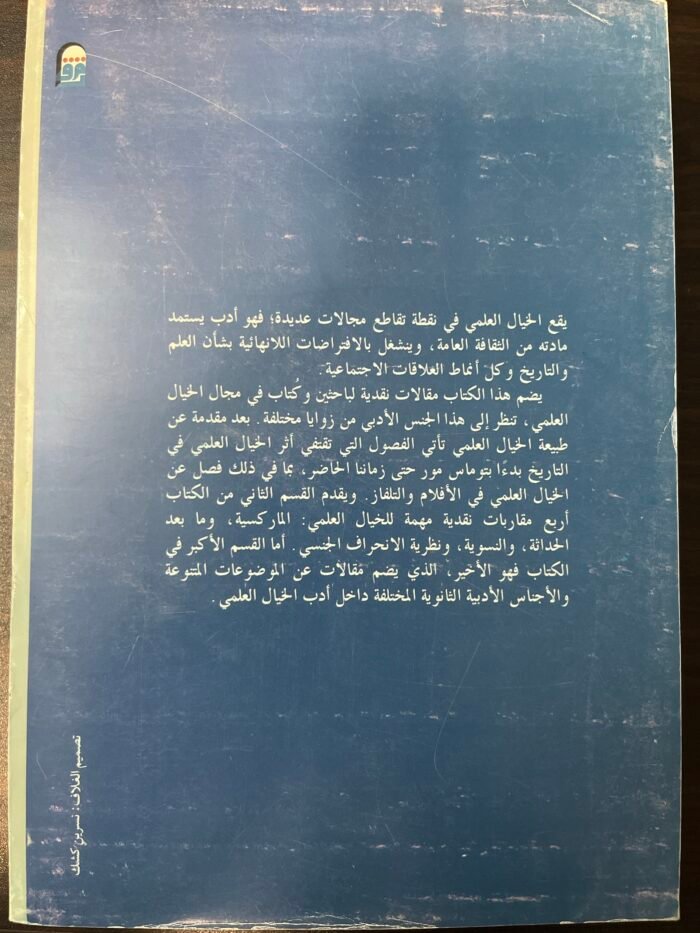 يقع الخيال العلمي في نقطة تقاطع مجالات عديدة؛ فهو أدب يستمد
مادته من الثقافة العامة، وينشغل بالافتراضات اللانهائية بشأن العلم
والتاريخ وكل أنماط العلاقات الاجتماعية.
يضم هذا الكتاب مقالات نقدية لباحثين وكُتاب في مجال الخيال
العلمي، تنظر إلى هذا الجنس الأدبي من زوايا مختلفة. بعد مقدمة عن
طبيعة الخيال العلمي تأتي الفصول التي تقتفي أثر الخيال العلمي في
التاريخ بدءًا بتوماس مور حتى زماننا الحاضر، بما في ذلك فصل عن
الخيال العلمي في الأفلام والتلفاز. ويقدم القسم الثاني من الكتاب
أربع مقاربات نقدية مهمة للخيال العلمي: الماركسية، وما بعد
الحداثة، والنسوية، ونظرية الانحراف الجنسي. أما القسم الأكبر في
الكتاب فهو الأخير، الذي يضم مقالات عن الموضوعات المتنوعة
والأجناس الأدبية الثانوية المختلفة داخل أدب الخيال العلمي.
تصميم الغلاف: نسرين كشك